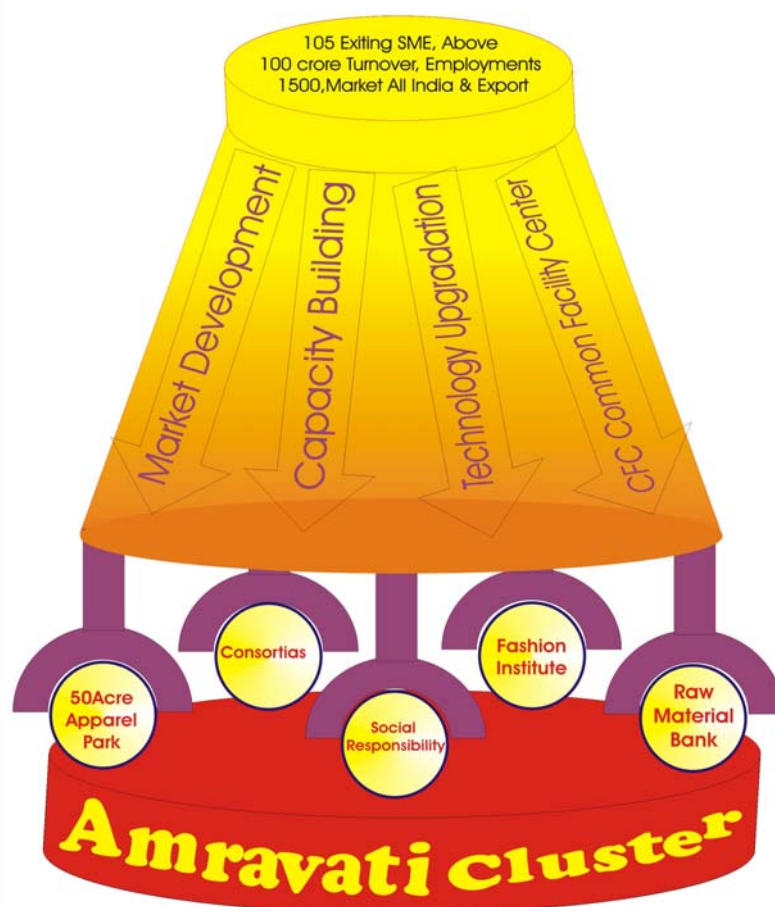 105 Exiting SME, Above
100 crore Turnover, Employments
1500,Market All India & Export
Market Development
Capacity Building
Technology Upgradation
CFC Common Facility Center
Consortias
Fashion
Institute
50Acre
Apparel
Park
Social
Responsibility
Raw
Material
Bank
Amravati Cluster